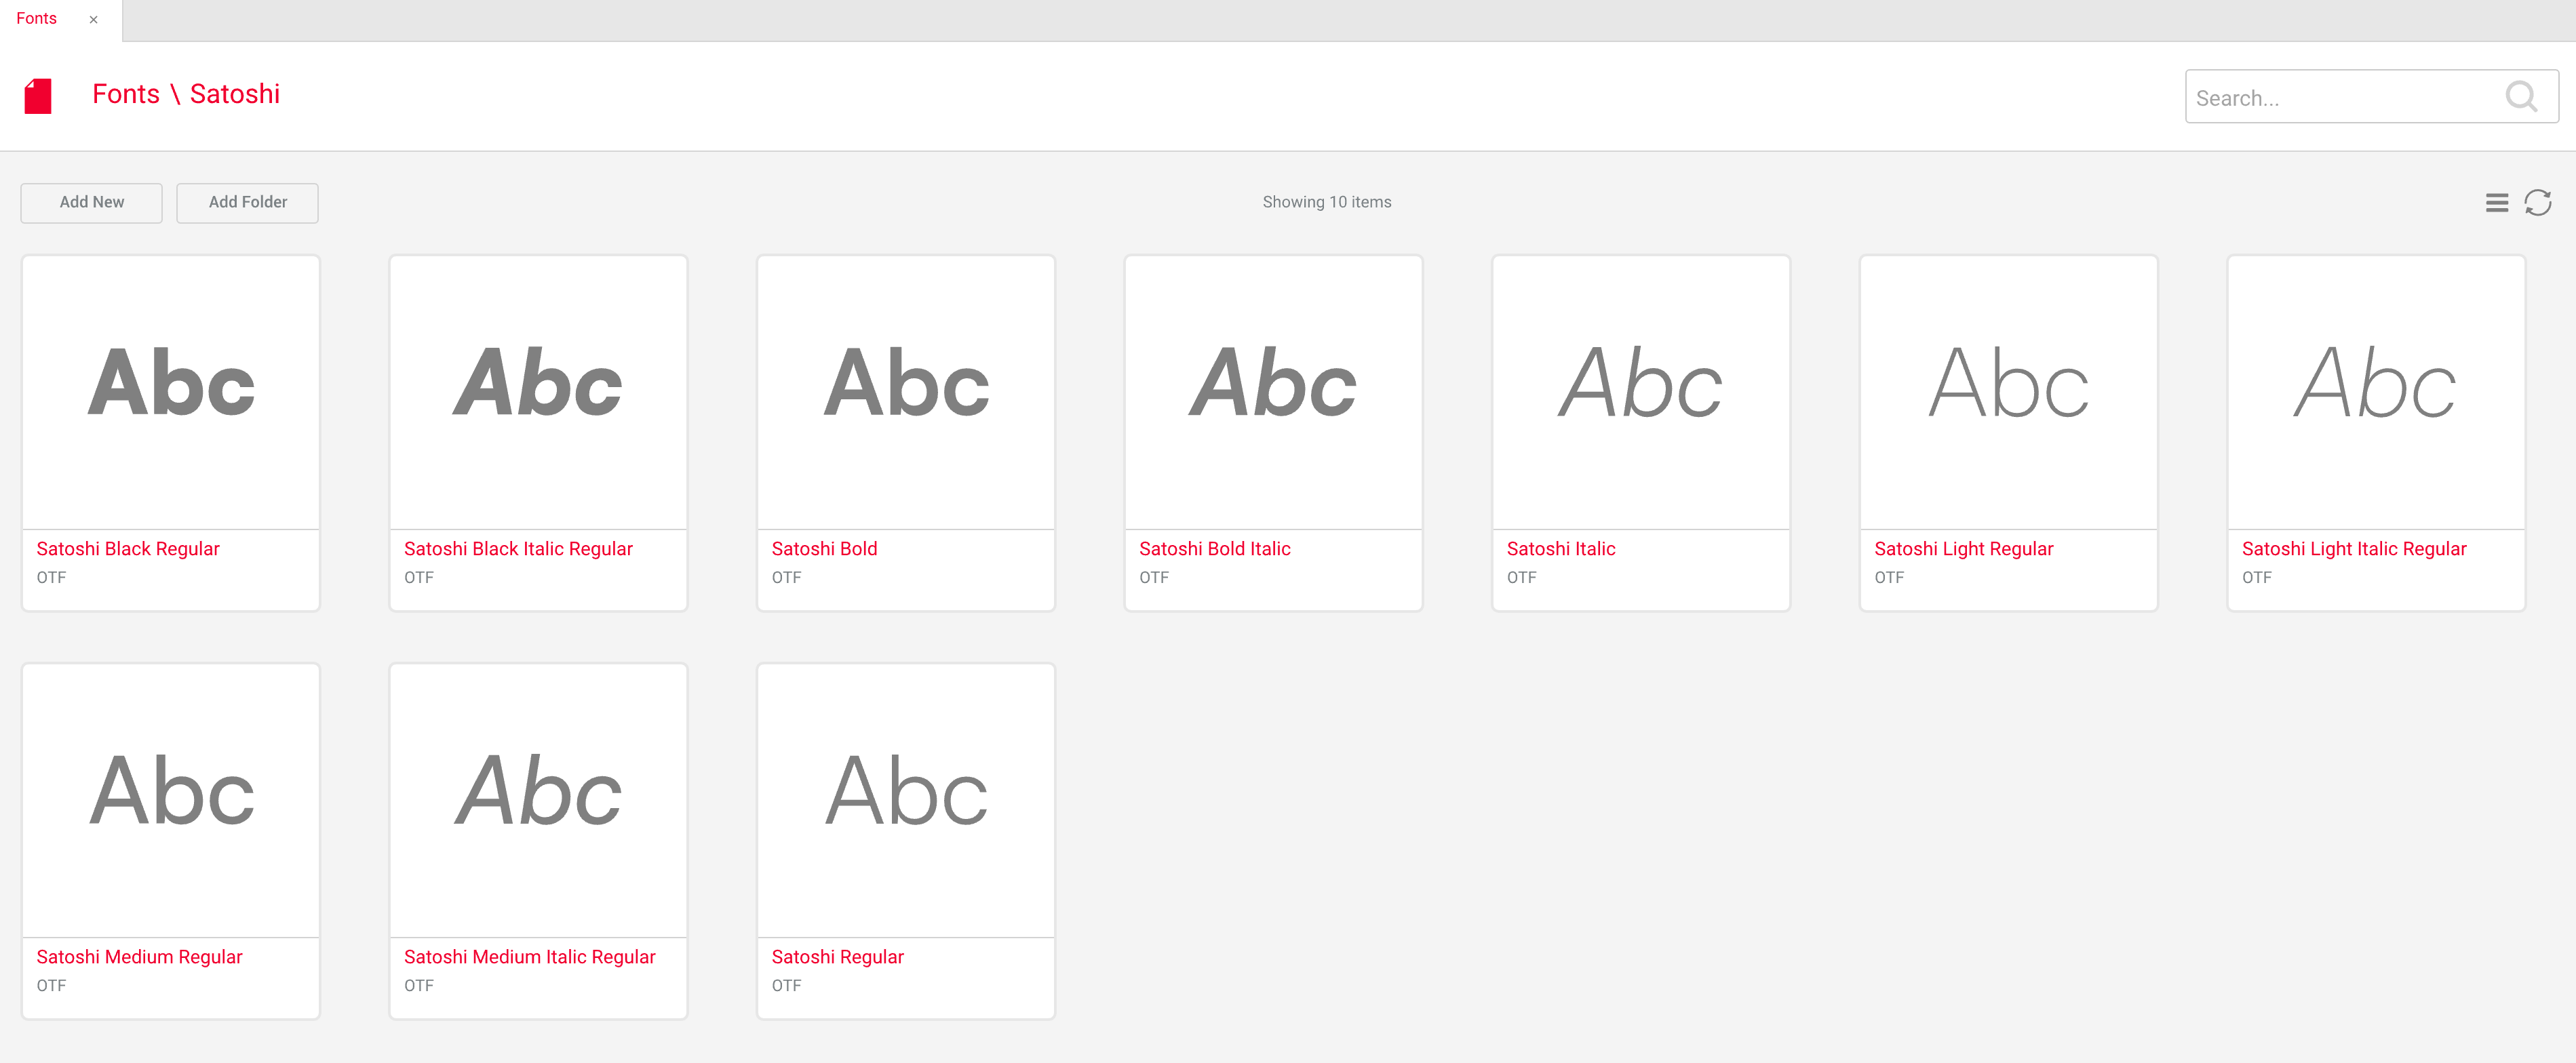 Fonts ×
Fonts \ Satoshi
Search...
Add New
Add Folder
Showing 10 items
Abc
Satoshi Black Regular
OTF
Abc
Satoshi Black Italic Regular
OTF
Abc
Satoshi Bold
OTF
Abc
Satoshi Bold Italic
OTF
Abc
Satoshi Italic
OTF
Abc
Satoshi Light Regular
OTF
Abc
Satoshi Light Italic Regular
OTF
Abc
Satoshi Medium Regular
OTF
Abc
Satoshi Medium Italic Regular
OTF
Abc
Satoshi Regular
OTF